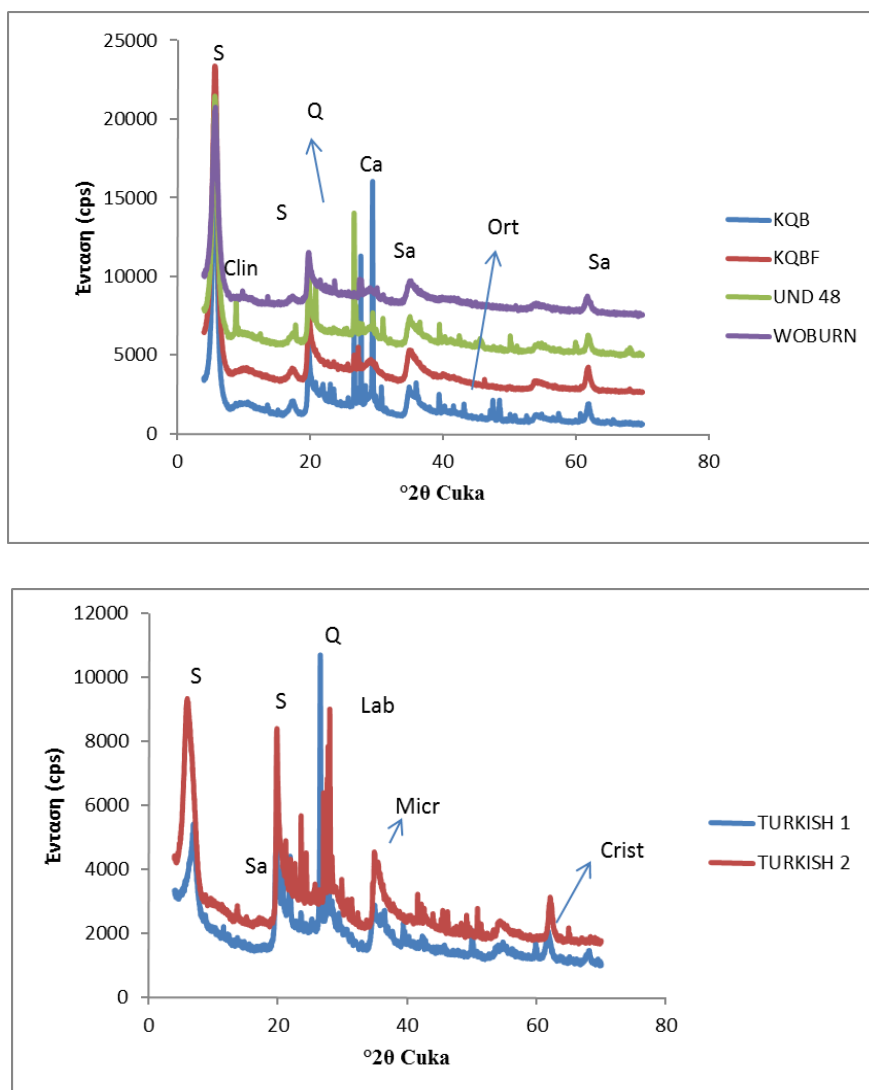 25000
20000
15000
10000
5000
0
Ένταση (cps)
S
Q
Ca
S
Ort
Clin
Sa
Sa
0
20
40
60
80
°2θ Cuka
KQB
KQBF
UND 48
WOBURN
12000
10000
8000
6000
4000
2000
0
Ένταση (cps)
Q
S
S
Lab
Micr
Sa
Crist
0
20
40
60
80
°2θ Cuka
TURKISH 1
TURKISH 2